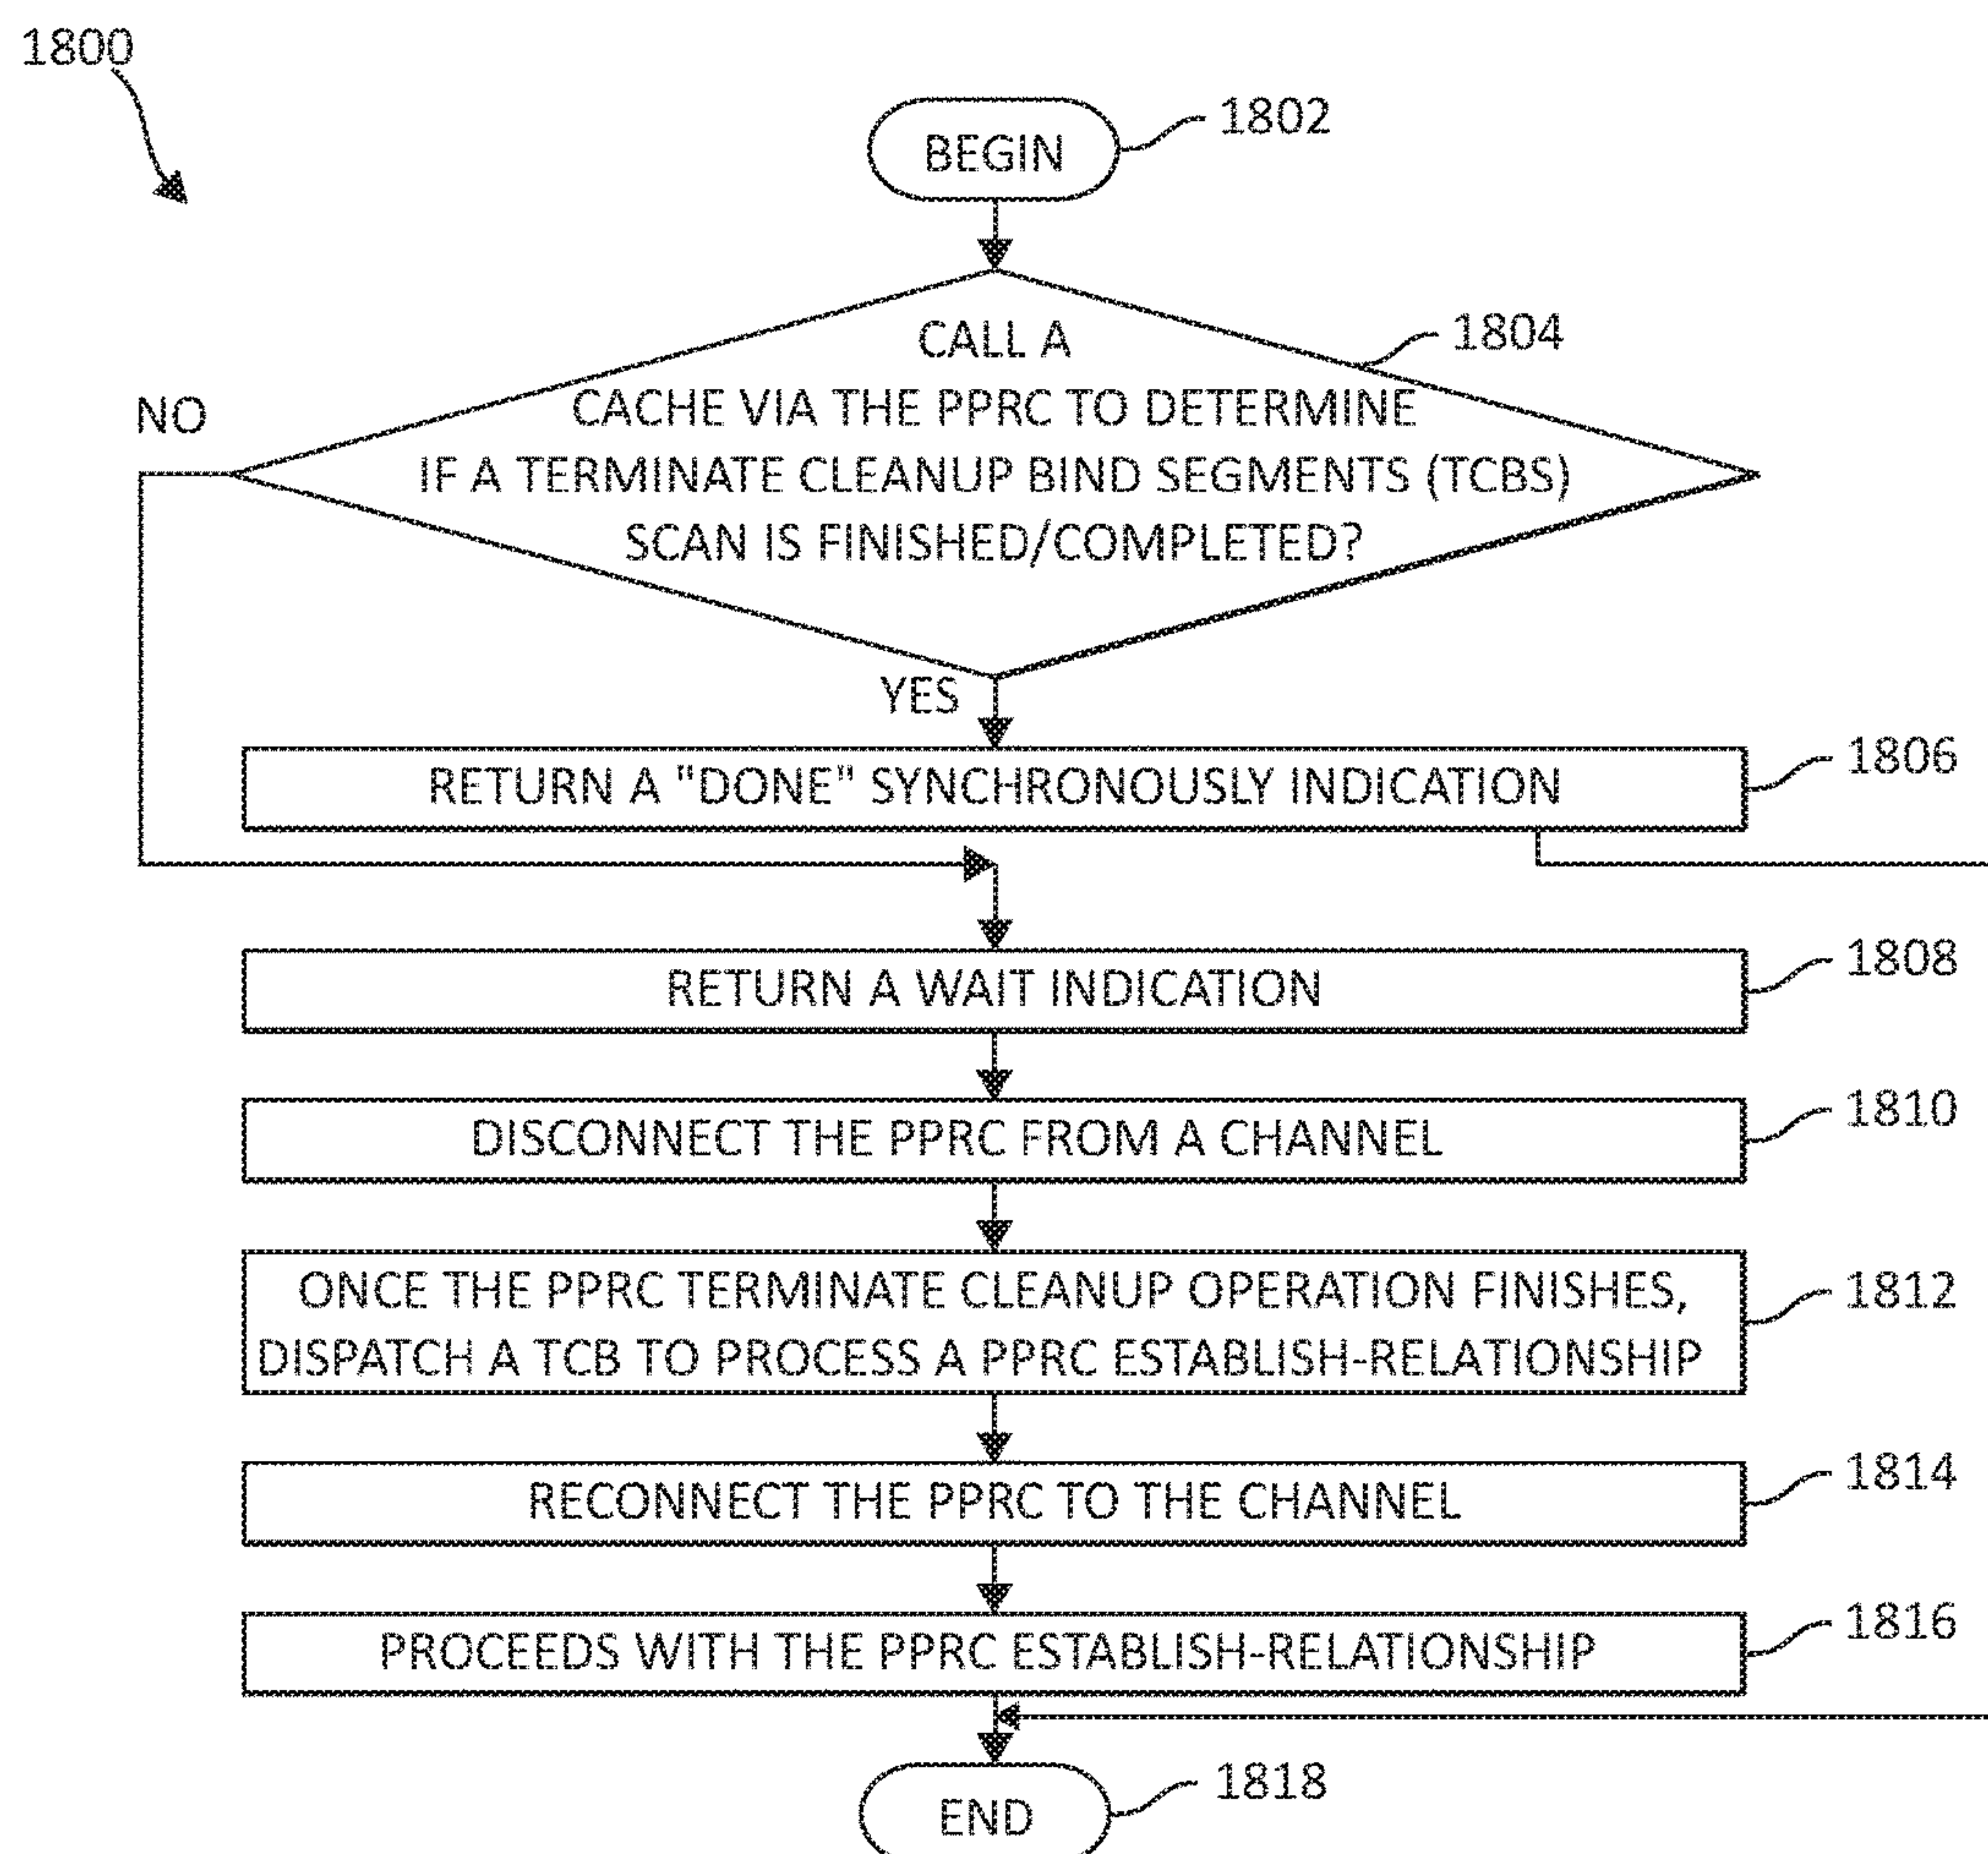 1800
BEGIN
1802
CALL A
1804
CACHE VIA THE PPRC TO DETERMINE
NO
IF A TERMINATE CLEANUP BIND SEGMENTS (TCBS)
SCAN IS FINISHED/COMPLETED?
YES
RETURN A "DONE" SYNCHRONOUSLY INDICATION
1806
RETURN A WAIT INDICATION
1808
DISCONNECT THE PPRC FROM A CHANNEL
1810
ONCE THE PPRC TERMINATE CLEANUP OPERATION FINISHES,
DISPATCH A TCB TO PROCESS A PPRC ESTABLISH-RELATIONSHIP
1812
RECONNECT THE PPRC TO THE CHANNEL
1814
PROCEEDS WITH THE PPRC ESTABLISH-RELATIONSHIP
1816
END
1818